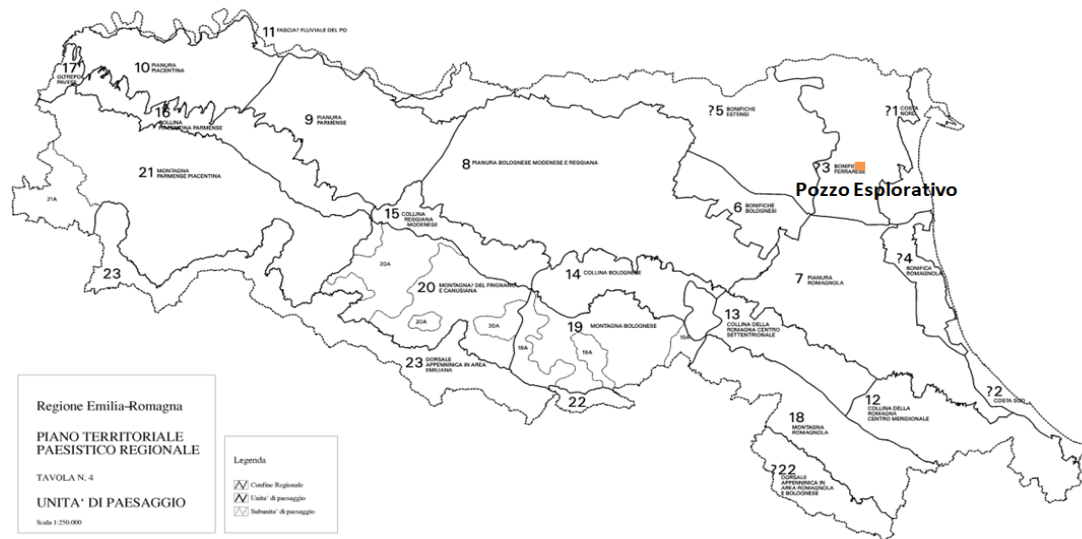 11 FASCIA? FLUVIALE DEL PO
17
OLTREPO
PAVESE
10 PIANURA
PIACENTINA
16
COLLINA
PIACENTINA PARMENSE
9 PIANURA
PARMENSE
?5 BONIFICHE
ESTENSI
?1 COSTA
NORD
21 MONTAGNA
PARMENSE PIACENTINA
8 PIANURA BOLOGNESE MODENESE E REGGIANA
?3
FERRARESE
Pozzo Esplorativo
21A
15 COLLINA
REGGIANA
MODENESE
6 BONIFICHE
BOLOGNESI
?4
BONIFICA
ROMAGNOLA
23
20A
14 COLLINA BOLOGNESE
7 PIANURA
ROMAGNOLA
20 MONTAGNA? DEL FRIGNANO
E CANUSIANA
20A
20A
19 MONTAGNA BOLOGNESE
19A
19A
13
COLLINA DELLA
ROMAGNA CENTRO
SETTENTRIONALE
23 DORSALE
APPENNINICA IN AREA
EMILIANA
22
12
COLLINA DELLA
ROMAGNA
CENTRO MERIDIONALE
?2
COSTA SUD
18
MONTAGNA
ROMAGNOLA
?22
DORSALE
APPENNINICA IN
AREA ROMAGNOLA
E BOLOGNESE
Regione Emilia-Romagna
PIANO TERRITORIALE
PAESISTICO REGIONALE
TAVOLA N. 4
UNITA' DI PAESAGGIO
Scala 1:250.000
Legenda
Confine Regionale
Unita' di paesaggio
Subunita' di paesaggio